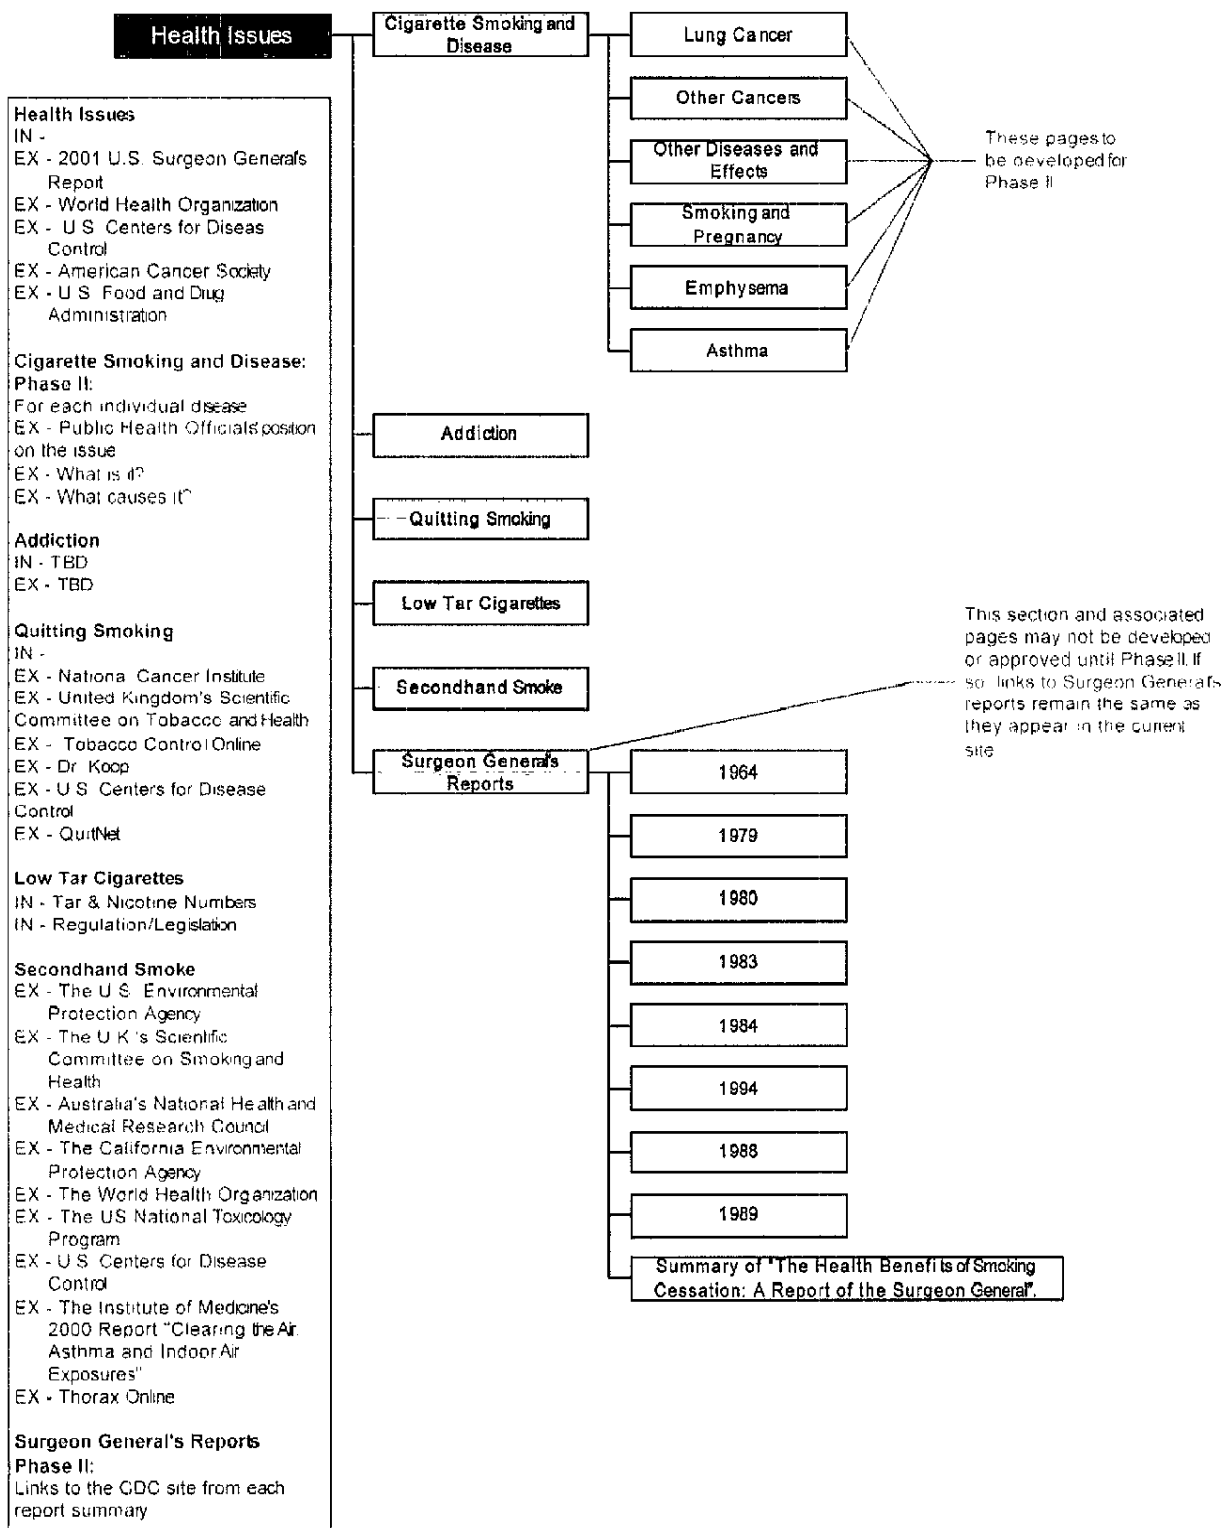 Health Issues
Cigarette Smoking and
Disease
Lung Cancer
Other Cancers
Other Diseases and
Effects
Smoking and
Pregnancy
Emphysema
Asthma
These pages to
be developed for
Phase II
Health Issues
IN -
EX - 2001 U.S. Surgeon General's
Report
EX - World Health Organization
EX - U S Centers for Diseas
Control
EX - American Cancer Society
EX - U S Food and Drug
Administration
Cigarette Smoking and Disease:
Phase II:
For each individual disease
EX - Public Health Officials position
on the issue
EX - What is it?
EX - What causes it?
Addiction
IN - TBD
EX - TBD
Quitting Smoking
IN -
EX - National Cancer Institute
EX - United Kingdom's Scientific
Committee on Tobacco and Health
EX - Tobacco Control Online
EX - Dr Koop
EX - U S Centers for Disease
Control
EX - QuitNet
Low Tar Cigarettes
IN - Tar & Nicotine Numbers
IN - Regulation/Legislation
Secondhand Smoke
EX - The U S Environmental
Protection Agency
EX - The U K 's Scientific
Committee on Smoking and
Health
EX - Australia's National Health and
Medical Research Council
EX - The California Environmental
Protection Agency
EX - The World Health Organization
EX - The US National Toxicology
Program
EX - U S Centers for Disease
Control
EX - The Institute of Medicine's
2000 Report "Clearing the Air.
Asthma and Indoor Air
Exposures"
EX - Thorax Online
Surgeon General's Reports
Phase II:
Links to the CDC site from each
report summary
Addiction
Quitting Smoking
Low Tar Cigarettes
Secondhand Smoke
Surgeon General's
Reports
This section and associated
pages may not be developed
or approved until Phase II. If
so links to Surgeon General's
reports remain the same as
they appear in the current
site
1964
1979
1980
1983
1984
1994
1988
1989
Summary of "The Health Benefits of Smoking
Cessation: A Report of the Surgeon General".